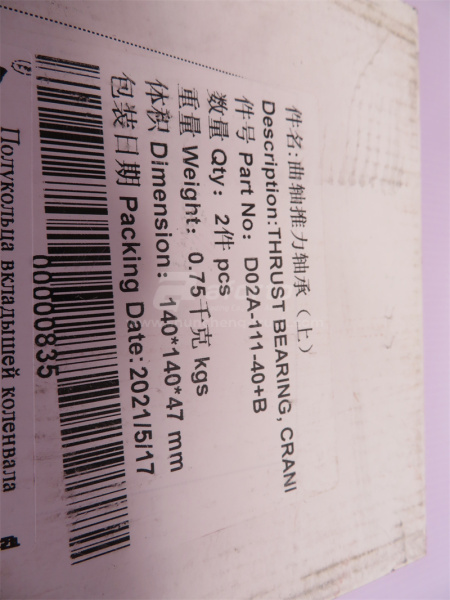 件名:曲轴推力轴承（上）
Description:THRUST BEARING, CRANI
件号 Part No: D02A-111-40+B
数量 Qty: 2件 pcs
重量 Weight: 0.75千克 kgs
体积 Dimension: 140*140*47 mm
包装日期 Packing Date: 2021/5/17
00000835
Полукольца вкладышей коленвала